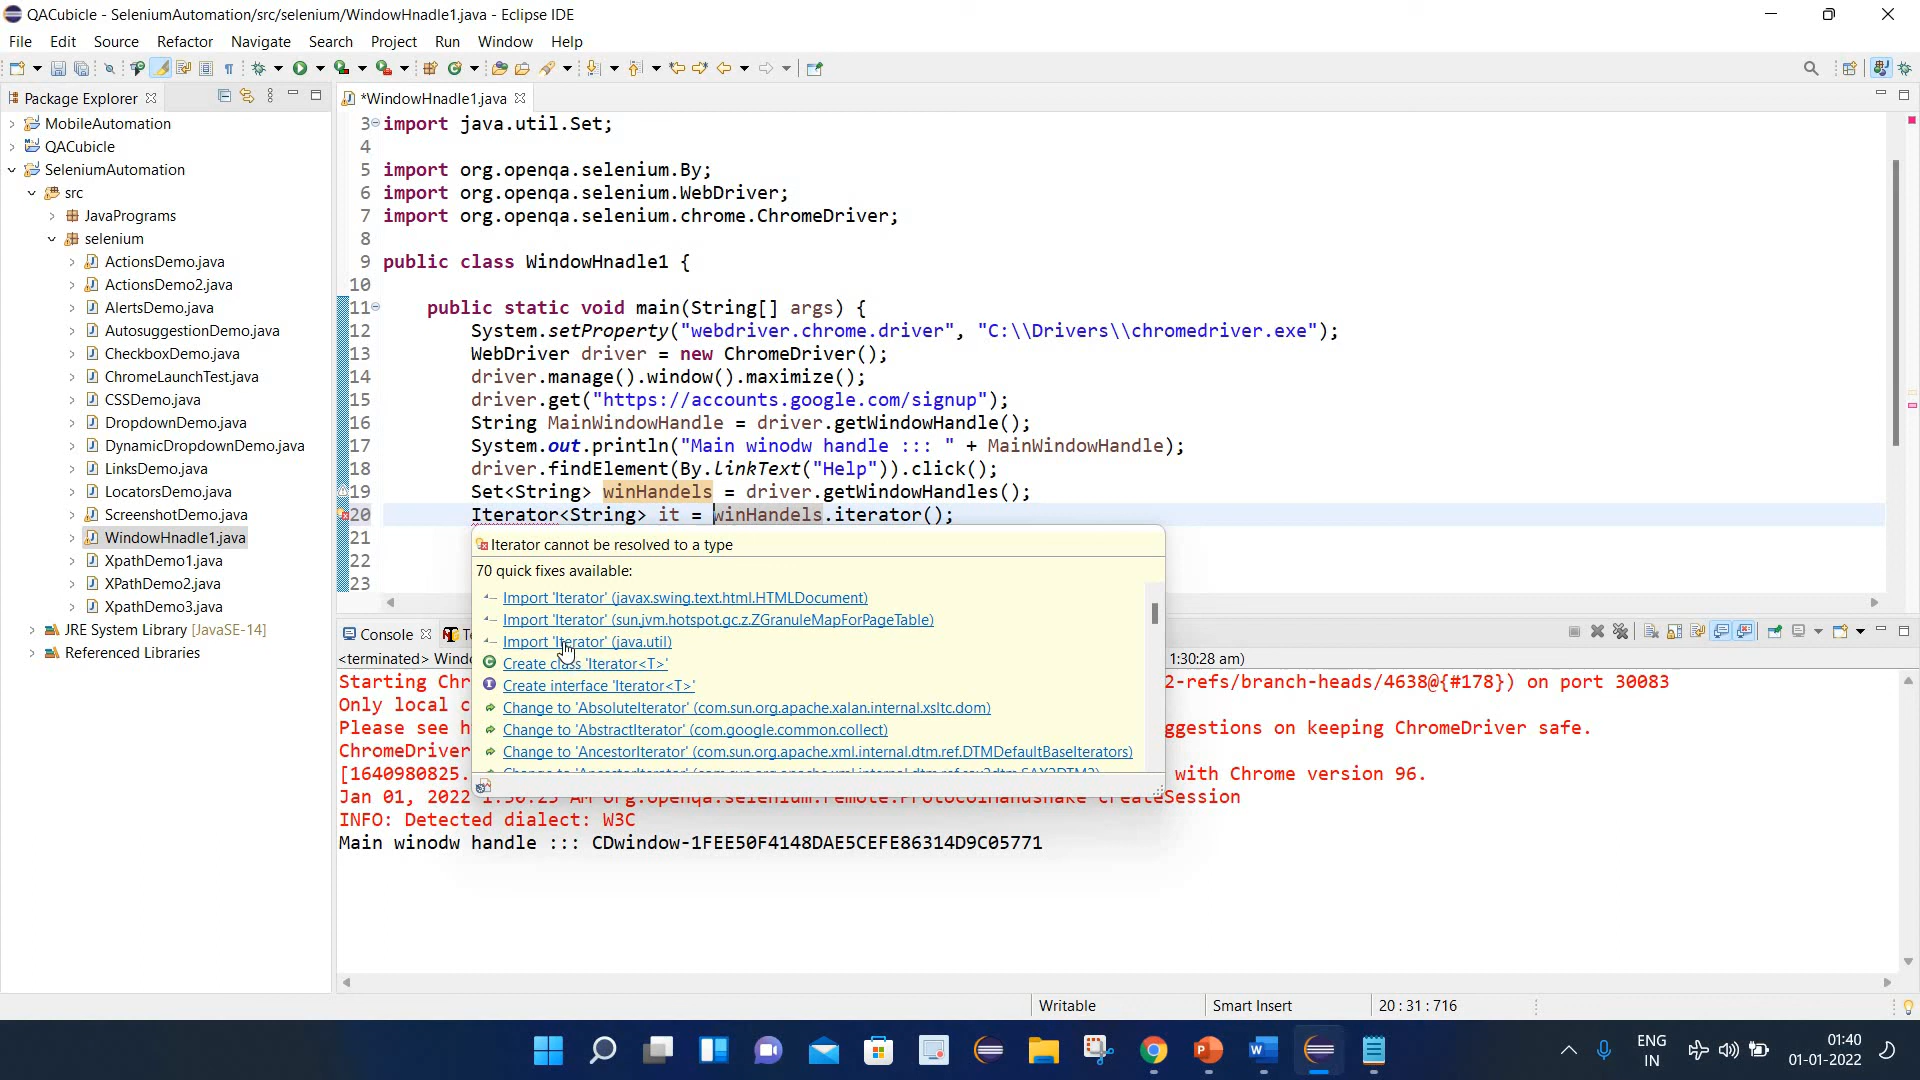 QACubicle - SeleniumAutomation/src/selenium/WindowHnadle1.java - Eclipse IDE
File Edit Source Refactor Navigate Search Project Run Window Help
Package Explorer
MobileAutomation
QACubicle
SeleniumAutomation
src
JavaPrograms
selenium
ActionsDemo.java
ActionsDemo2.java
AlertsDemo.java
AutosuggestionDemo.java
CheckboxDemo.java
ChromeLaunchTest.java
CSSDemo.java
DropdownDemo.java
DynamicDropdownDemo.java
LinksDemo.java
LocatorsDemo.java
ScreenshotDemo.java
WindowHnadle1.java
XpathDemo1.java
XPathDemo2.java
XpathDemo3.java
JRE System Library [JavaSE-14]
Referenced Libraries
*WindowHnadle1.java
3 import java.util.Set;
4
5 import org.openqa.selenium.By;
6 import org.openqa.selenium.WebDriver;
7 import org.openqa.selenium.chrome.ChromeDriver;
8
9 public class WindowHnadle1 {
10
11 public static void main(String[] args) {
12 System.setProperty("webdriver.chrome.driver", "C:\\Drivers\\chromedriver.exe");
13 WebDriver driver = new ChromeDriver();
14 driver.manage().window().maximize();
15 driver.get("https://accounts.google.com/signup");
16 String MainWindowHandle = driver.getWindowHandle();
17 System.out.println("Main winodw handle ::: " + MainWindowHandle);
18 driver.findElement(By.linkText("Help")).click();
19 Set<String> winHandels = driver.getWindowHandles();
20 Iterator<String> it = winHandels.iterator();
21
22
23
Iterator cannot be resolved to a type
70 quick fixes available:
Import 'Iterator' (javax.swing.text.html.HTMLDocument)
Import 'Iterator' (sun.jvm.hotspot.gc.z.ZGranuleMapForPageTable)
Import 'Iterator' (java.util)
Create class 'Iterator<T>'
Create interface 'Iterator<T>'
Change to 'AbsoluteIterator' (com.sun.org.apache.xalan.internal.xsltc.dom)
Change to 'AbstractIterator' (com.google.common.collect)
Change to 'AncestorIterator' (com.sun.org.apache.xml.internal.dtm.ref.DTMDefaultBaseIterators)
Console
<terminated> Wind 1:30:28 am)
Starting Chr 2-refs/branch-heads/4638@{#178}) on port 30083
Only local c
Please see h ggestions on keeping ChromeDriver safe.
ChromeDriver
[1640980825. with Chrome version 96.
Jan 01, 2022 1:30:25 AM org.openqa.selenium.remote.ProtocolHandshake createSession
INFO: Detected dialect: W3C
Main winodw handle ::: CDwindow-1FEE50F4148DAE5CEFE86314D9C05771
Writable Smart Insert 20 : 31 : 716
ENG
IN
01:40
01-01-2022